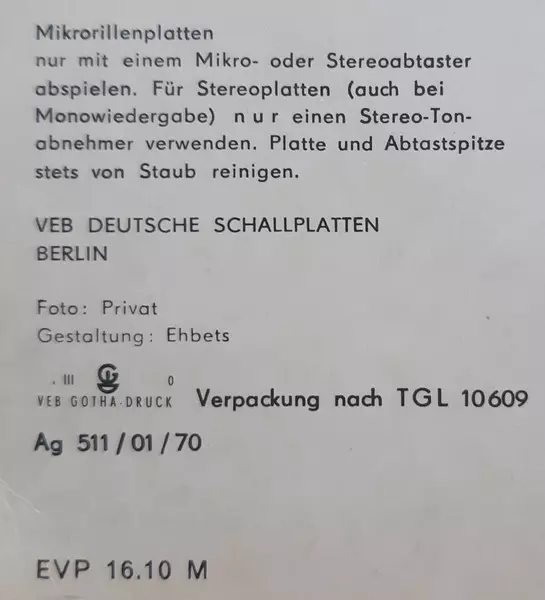 Mikrorillenplatten
nur mit einem Mikro- oder Stereoabtaster
abspielen. Für Stereoplatten (auch bei
Monowiedergabe) n u r einen Stereo-Ton-
abnehmer verwenden. Platte und Abtastspitze
stets von Staub reinigen.
VEB DEUTSCHE SCHALLPLATTEN
BERLIN
Foto: Privat
Gestaltung: Ehbets
. III G 0
VEB GOTHA-DRUCK Verpackung nach TGL 10609
Ag 511/01/70
EVP 16.10 M